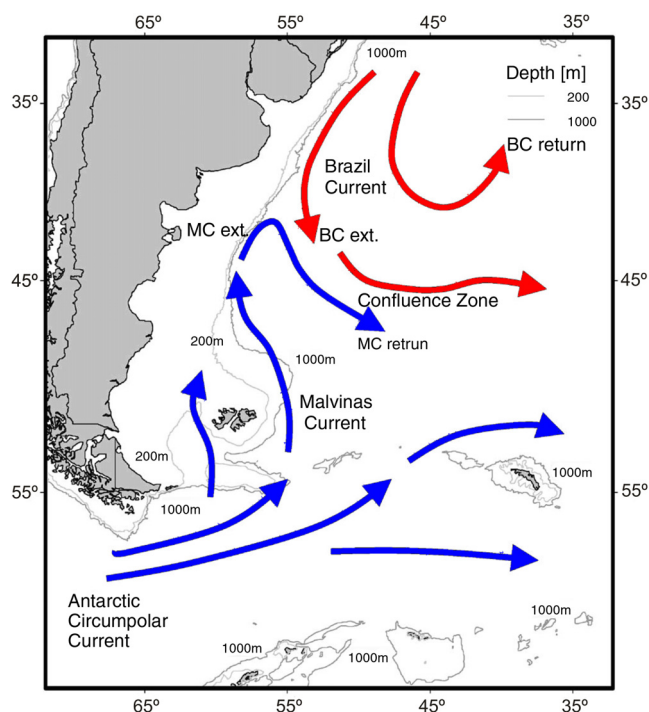 65° 55° 45° 35°
1000m
Depth [m]
200
1000
35° 35°
BC return
Brazil
Current
MC ext.
BC ext.
45° 45°
Confluence Zone
200m
1000m
MC retrun
Malvinas
Current
200m
1000m
55° 55°
1000m
Antarctic
Circumpolar
Current
1000m
1000m
1000m
65° 55° 45° 35°